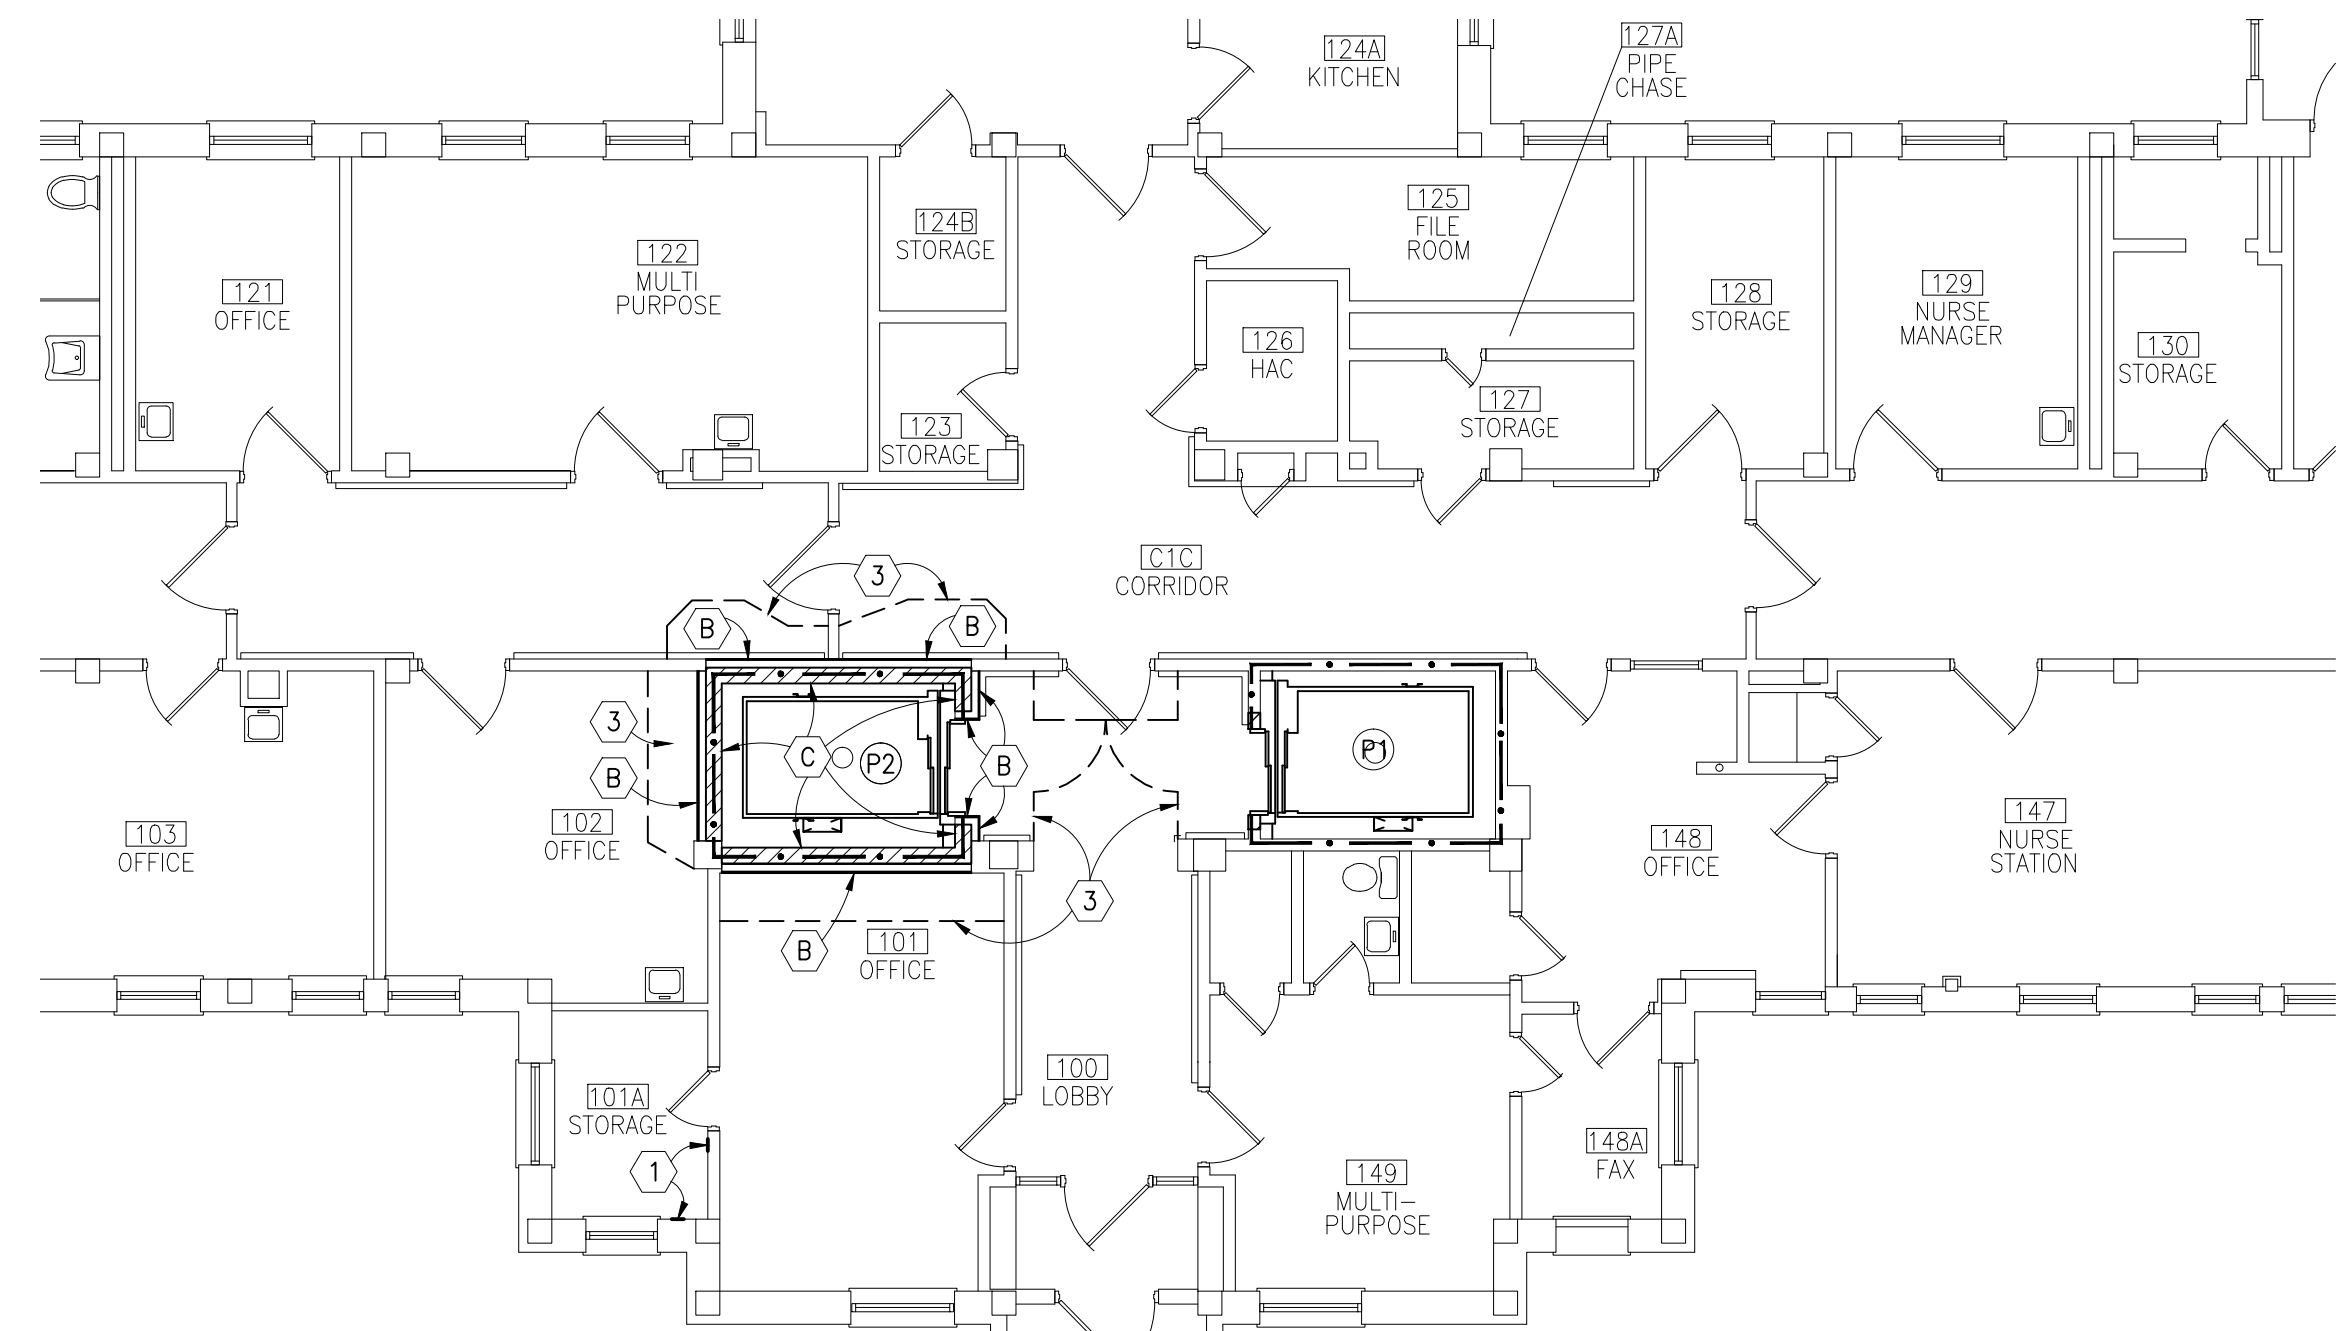 127A
PIPE
CHASE
124A
KITCHEN
125
FILE
ROOM
124B
STORAGE
122
MULTI
PURPOSE
121
OFFICE
128
STORAGE
129
NURSE
MANAGER
126
HAC
130
STORAGE
127
STORAGE
123
STORAGE
C1C
CORRIDOR
3
B
B
3
B
C
P2
B
P1
103
OFFICE
102
OFFICE
148
OFFICE
147
NURSE
STATION
3
B
101
OFFICE
100
LOBBY
101A
STORAGE
1
148A
FAX
149
MULTI-
PURPOSE